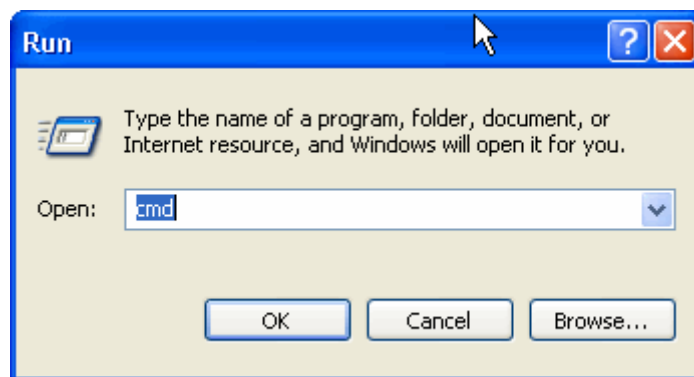 Run
Type the name of a program, folder, document, or
Internet resource, and Windows will open it for you.
Open: cmd
OK Cancel Browse...